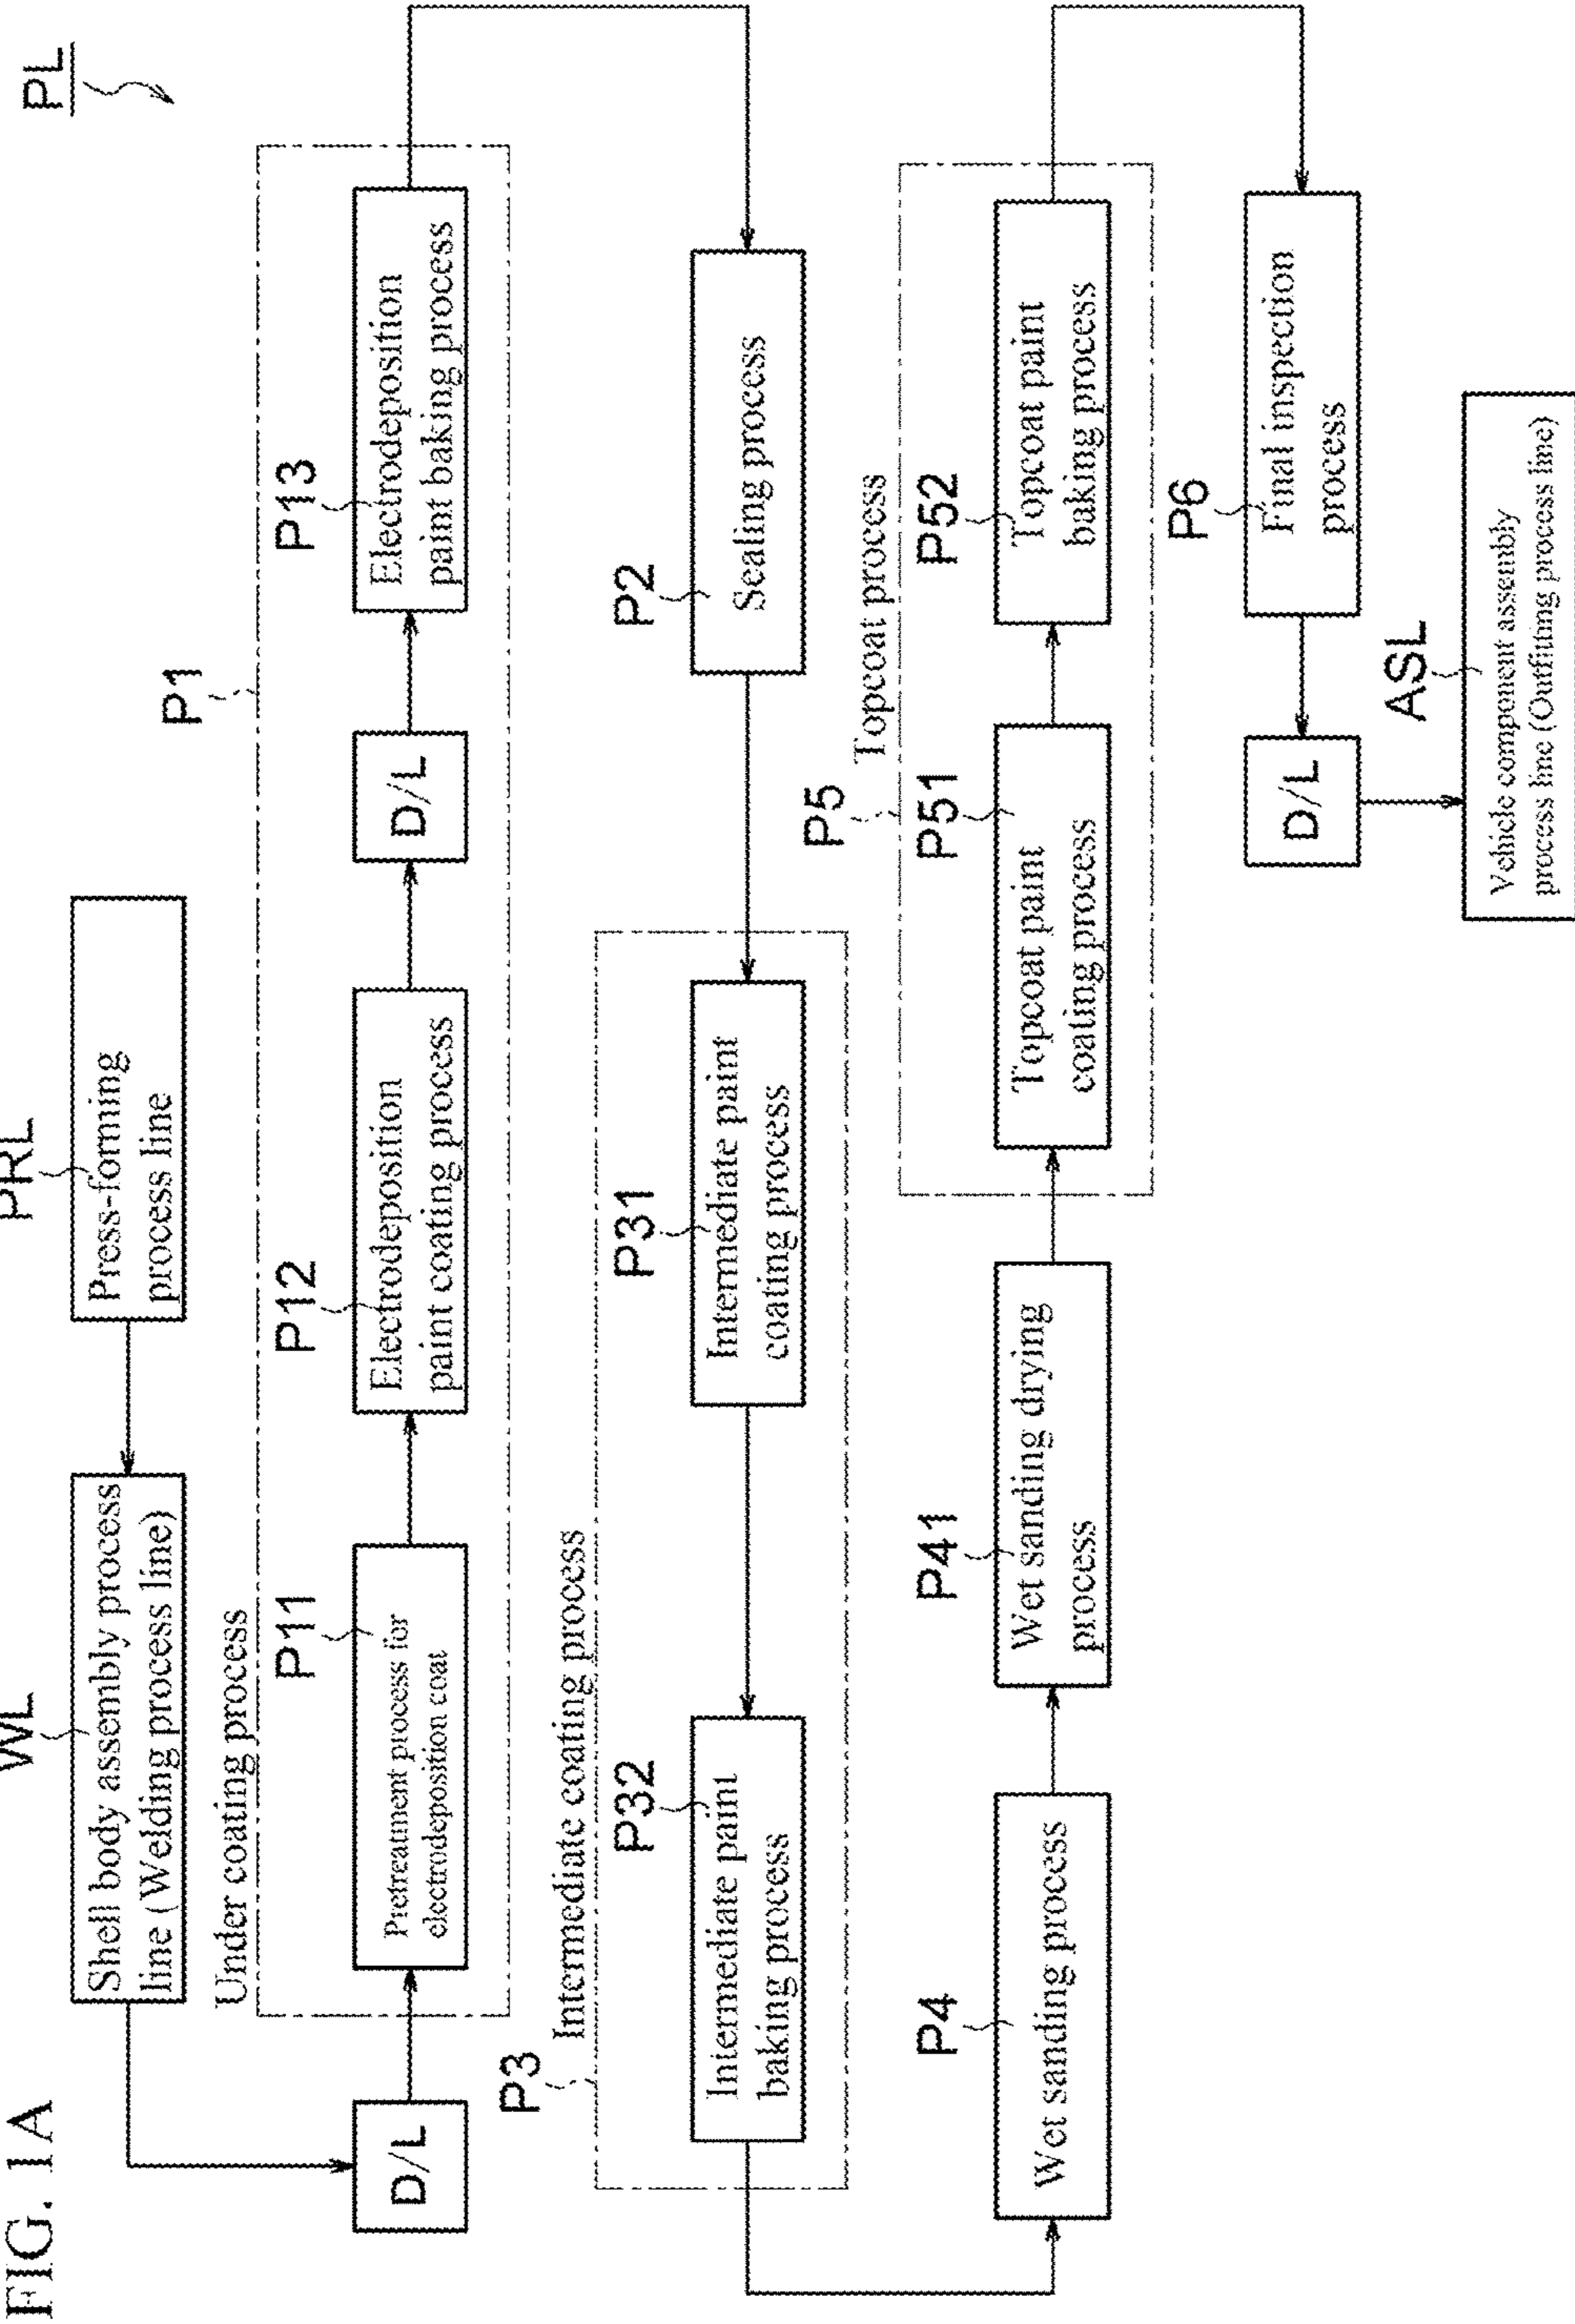 FIG. 1A
PL
WL
Shell body assembly process
line (Welding process line)
PRL
Press-forming
process line
Under coating process
P1
D/L
P11
Pretreatment process for
electrodeposition coat
P12
Electrodeposition
paint coating process
D/L
P13
Electrodeposition
paint baking process
P3
Intermediate coating process
P32
Intermediate paint
baking process
P31
Intermediate paint
coating process
P2
Sealing process
P4
Wet sanding process
P41
Wet sanding drying
process
P5
Topcoat process
P51
Topcoat paint
coating process
P52
Topcoat paint
baking process
D/L
P6
Final inspection
process
ASL
Vehicle component assembly
process line (Outfitting process line)